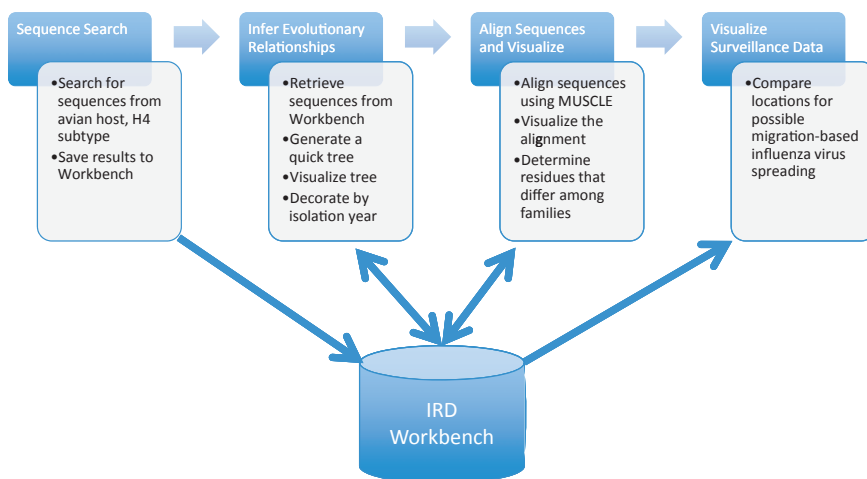 Sequence Search
•Search for
sequences from
avian host, H4
subtype
•Save results to
Workbench
Infer Evolutionary
Relationships
•Retrieve
sequences from
Workbench
•Generate a
quick tree
•Visualize tree
•Decorate by
isolation year
Align Sequences
and Visualize
•Align sequences
using MUSCLE
•Visualize the
alignment
•Determine
residues that
differ among
families
Visualize
Surveillance Data
•Compare
locations for
possible
migration-based
influenza virus
spreading
IRD
Workbench